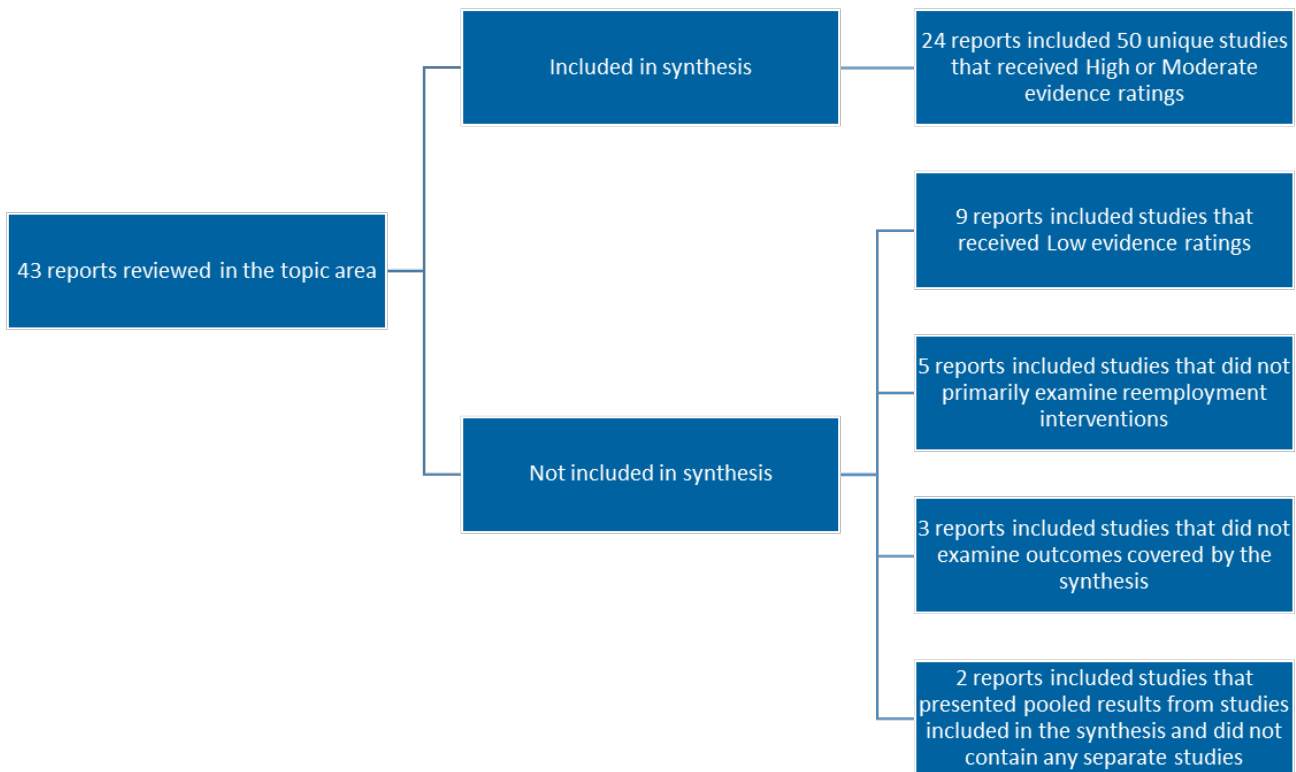 43 reports reviewed in the topic area
Included in synthesis
24 reports included 50 unique studies
that received High or Moderate
evidence ratings
Not included in synthesis
9 reports included studies that
received Low evidence ratings
5 reports included studies that did not
primarily examine reemployment
interventions
3 reports included studies that did not
examine outcomes covered by the
synthesis
2 reports included studies that
presented pooled results from studies
included in the synthesis and did not
contain any separate studies